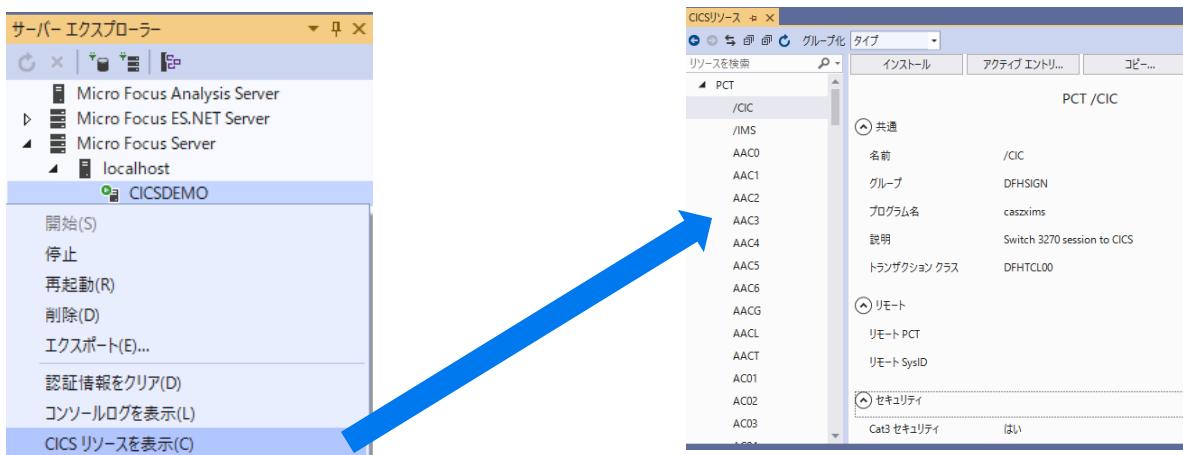 サーバー エクスプローラー
Micro Focus Analysis Server
Micro Focus ES.NET Server
Micro Focus Server
localhost
CICSDEMO
開始(S)
停止
再起動(R)
削除(D)
エクスポート(E)...
認証情報をクリア(D)
コンソールログを表示(L)
CICS リソースを表示(C)
CICSリソース
グループ化 タイプ
リソースを検索
PCT
/CIC
/IMS
AAC0
AAC1
AAC2
AAC3
AAC4
AAC5
AAC6
AACG
AACL
AACT
AC01
AC02
AC03
インストール アクティブ エントリ... コピー...
PCT /CIC
共通
名前 /CIC
グループ DFHSIGN
プログラム名 caszxims
説明 Switch 3270 session to CICS
トランザクション クラス DFHTCL00
リモート
リモート PCT
リモート SysID
セキュリティ
Cat3 セキュリティ はい